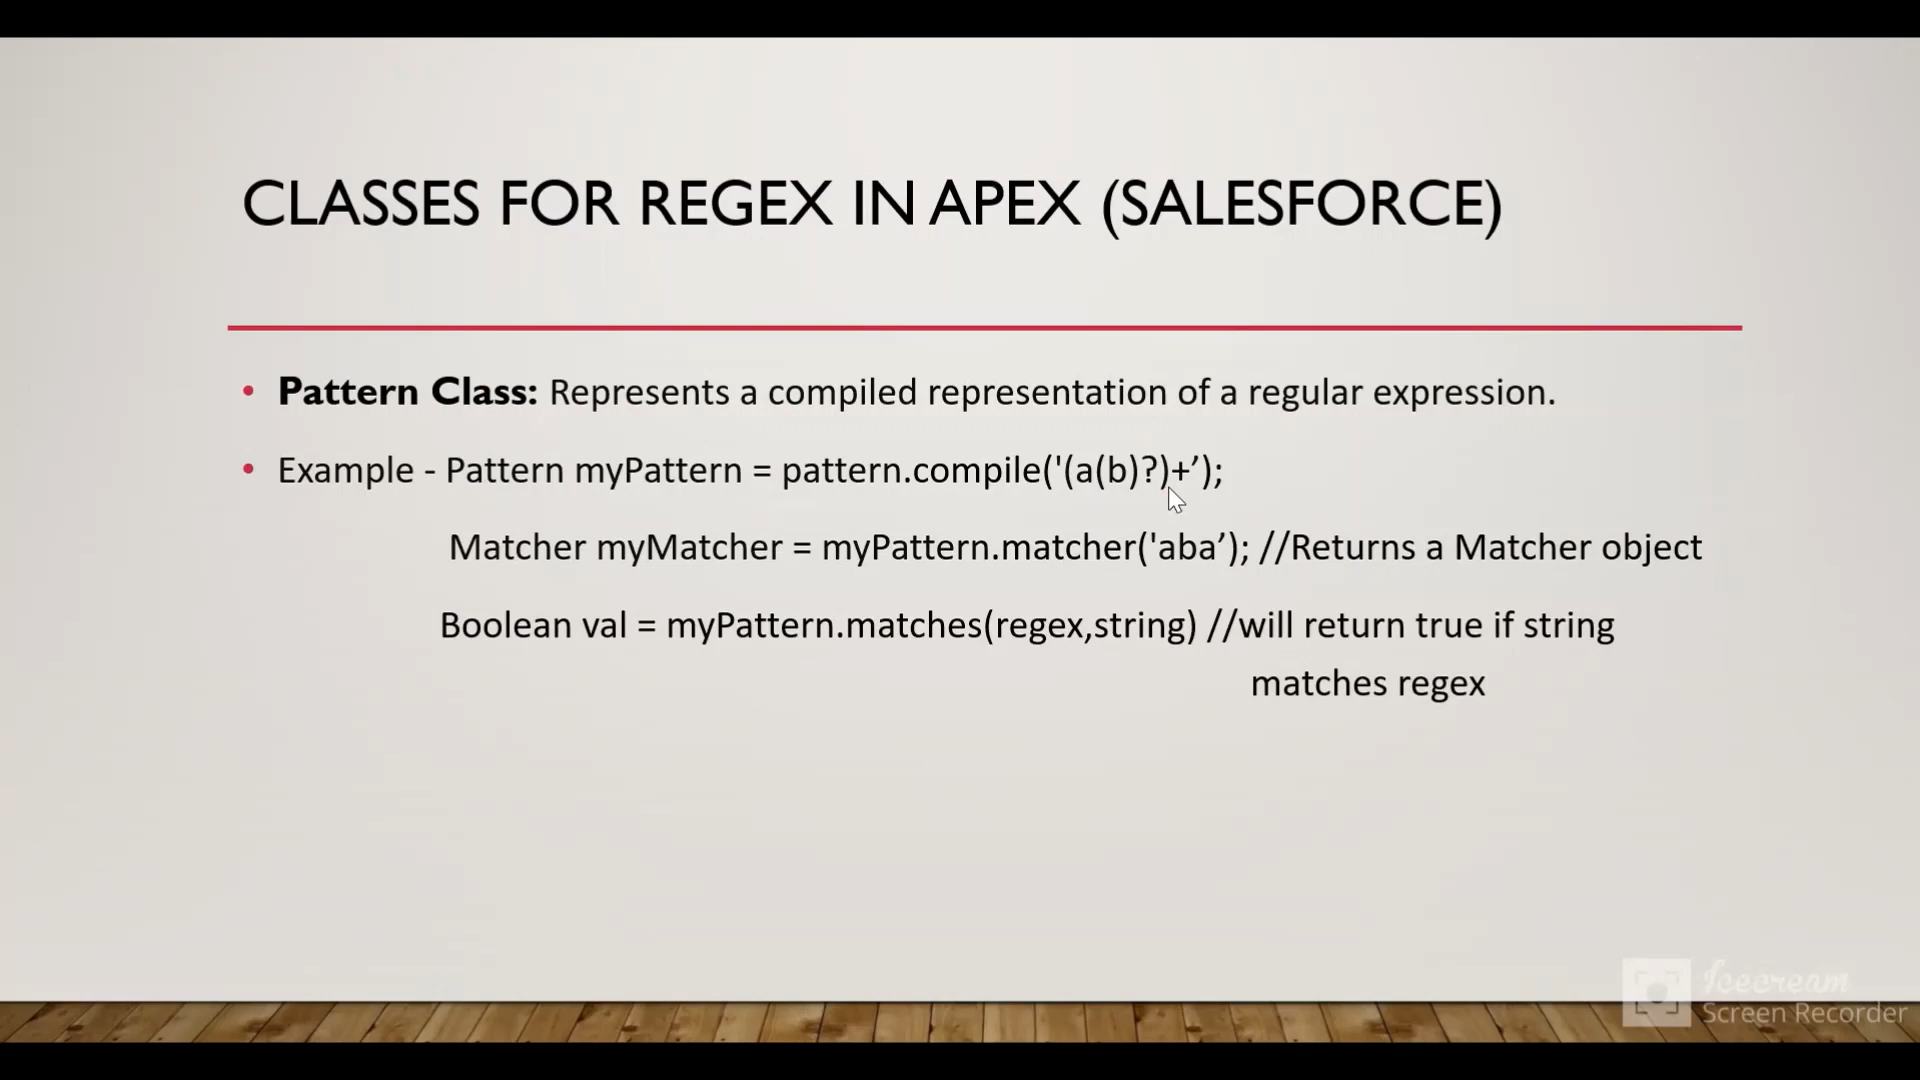 CLASSES FOR REGEX IN APEX (SALESFORCE)
• Pattern Class: Represents a compiled representation of a regular expression.
• Example - Pattern myPattern = pattern.compile('(a(b)?)+’);
Matcher myMatcher = myPattern.matcher('aba’); //Returns a Matcher object
Boolean val = myPattern.matches(regex,string) //will return true if string
matches regex
Icecream
Screen Recorder